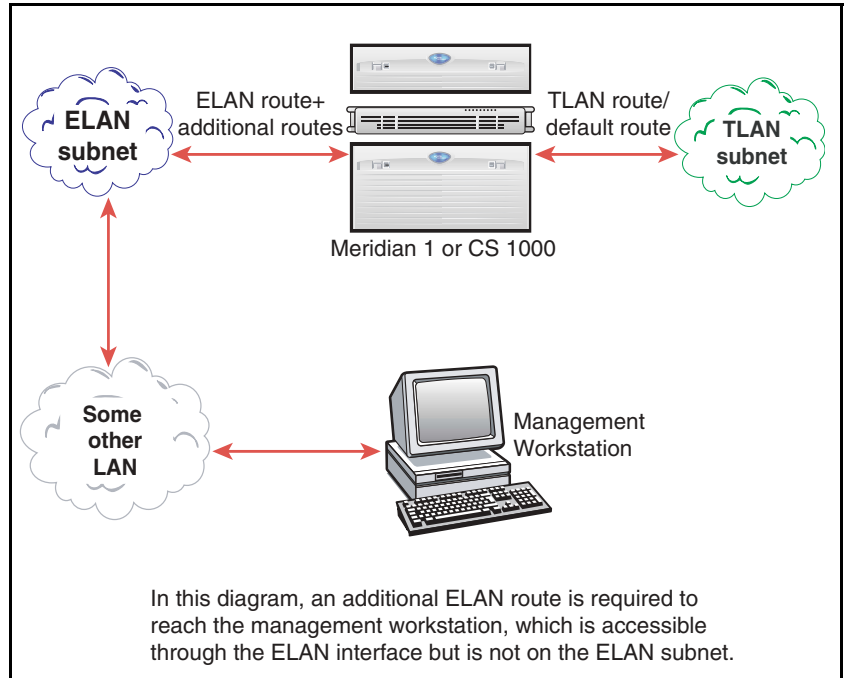 ELAN
subnet
ELAN route+
additional routes
TLAN route/
default route
TLAN
subnet
Meridian 1 or CS 1000
Some
other
LAN
Management
Workstation
In this diagram, an additional ELAN route is required to
reach the management workstation, which is accessible
through the ELAN interface but is not on the ELAN subnet.